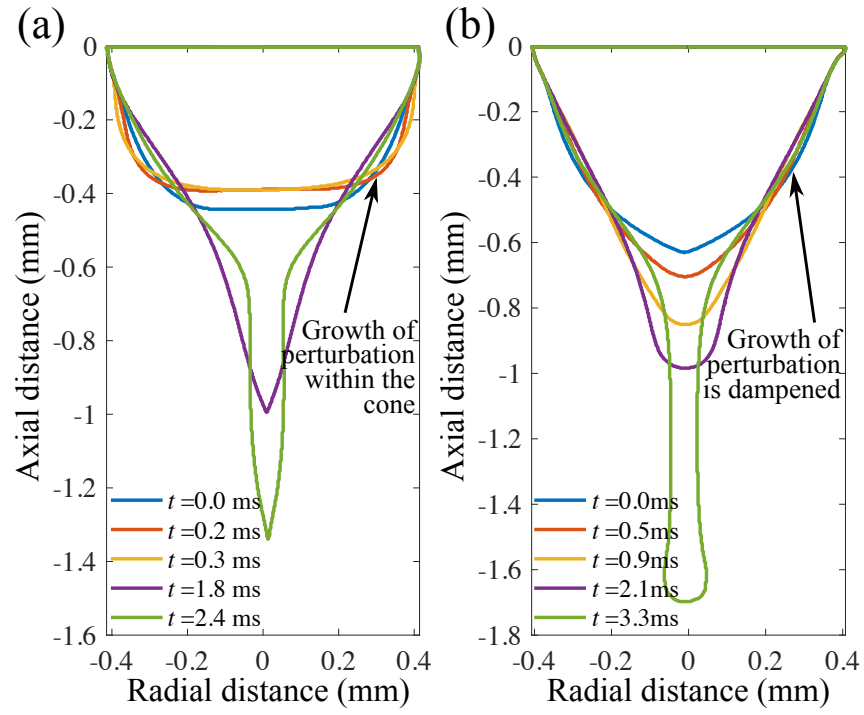 (a)
0
-0.2
-0.4
-0.6
-0.8
-1
-1.2
-1.4
-1.6
Axial distance (mm)
-0.4
-0.2
0
0.2
0.4
Radial distance (mm)
Growth of
perturbation
within the
cone
t =0.0 ms
t =0.2 ms
t =0.3 ms
t =1.8 ms
t =2.4 ms
(b)
0
-0.2
-0.4
-0.6
-0.8
-1
-1.2
-1.4
-1.6
-1.8
Axial distance (mm)
-0.4
-0.2
0
0.2
0.4
Radial distance (mm)
Growth of
perturbation
is dampened
t =0.0ms
t =0.5ms
t =0.9ms
t =2.1ms
t =3.3ms